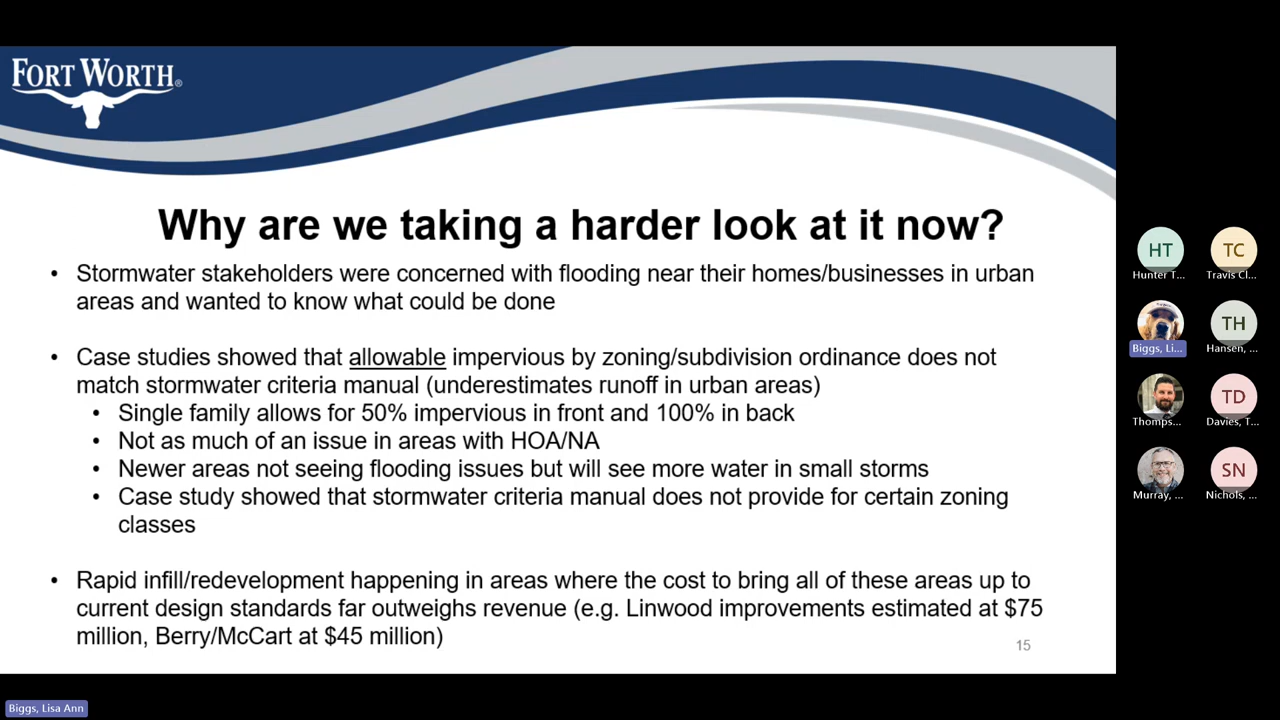 FORT WORTH®
Why are we taking a harder look at it now?
• Stormwater stakeholders were concerned with flooding near their homes/businesses in urban
areas and wanted to know what could be done
• Case studies showed that allowable impervious by zoning/subdivision ordinance does not
match stormwater criteria manual (underestimates runoff in urban areas)
• Single family allows for 50% impervious in front and 100% in back
• Not as much of an issue in areas with HOA/NA
• Newer areas not seeing flooding issues but will see more water in small storms
• Case study showed that stormwater criteria manual does not provide for certain zoning
classes
• Rapid infill/redevelopment happening in areas where the cost to bring all of these areas up to
current design standards far outweighs revenue (e.g. Linwood improvements estimated at $75
million, Berry/McCart at $45 million)
15
HT
Hunter T...
TC
Travis Cl...
Biggs, Li...
TH
Hansen, ...
Thomps...
TD
Davies, T...
Murray, ...
SN
Nichols, ...
Biggs, Lisa Ann